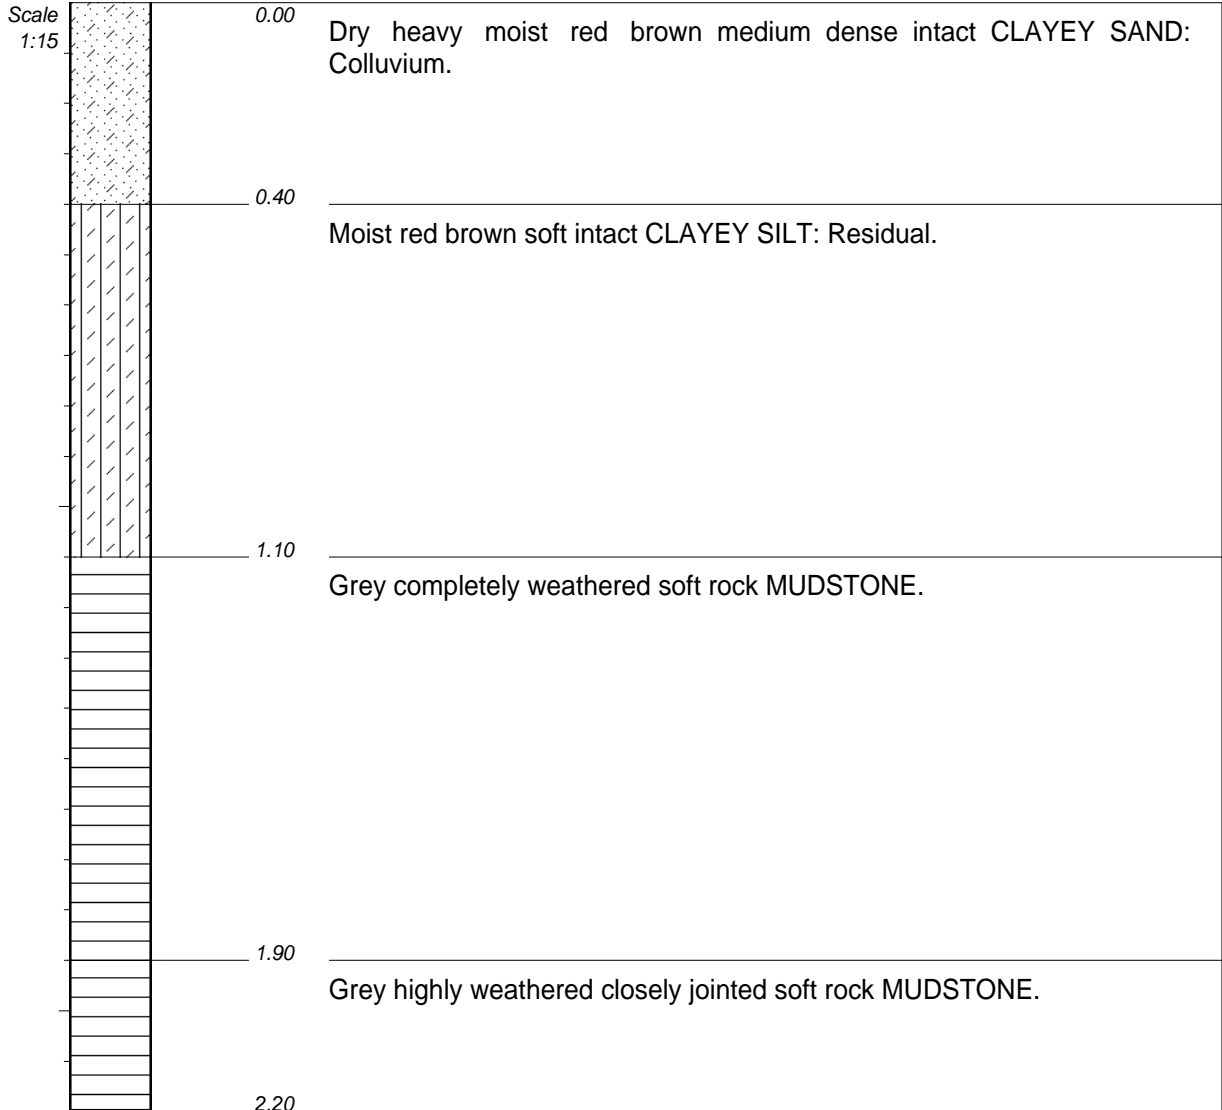 Scale
1:15
0.00
Dry heavy moist red brown medium dense intact CLAYEY SAND:
Colluvium.
0.40
Moist red brown soft intact CLAYEY SILT: Residual.
1.10
Grey completely weathered soft rock MUDSTONE.
1.90
Grey highly weathered closely jointed soft rock MUDSTONE.
2.20